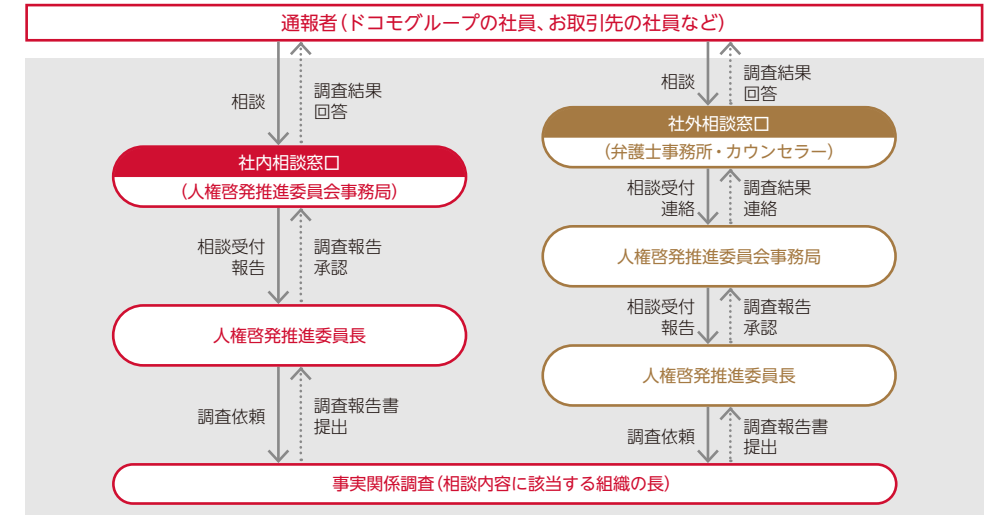 通報者（ドコモグループの社員、お取引先の社員など）
相談
調査結果
回答
社内相談窓口
（人権啓発推進委員会事務局）
相談受付
報告
調査報告
承認
人権啓発推進委員長
調査依頼
調査報告書
提出
相談
調査結果
回答
社外相談窓口
（弁護士事務所・カウンセラー）
相談受付
連絡
調査結果
連絡
人権啓発推進委員会事務局
相談受付
報告
調査報告
承認
人権啓発推進委員長
調査依頼
調査報告書
提出
事実関係調査（相談内容に該当する組織の長）